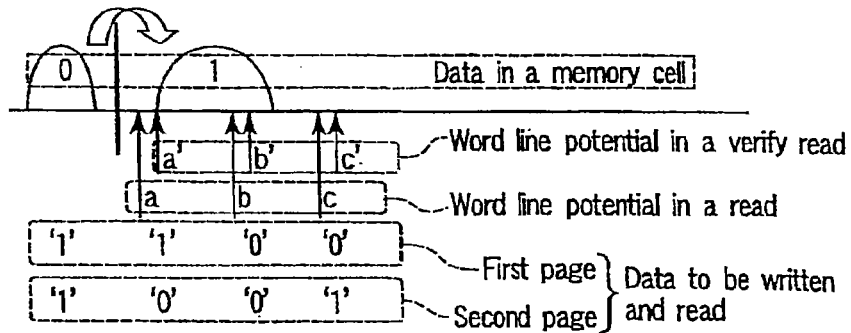 0 1 Data in a memory cell
a' b' c' Word line potential in a verify read
a b c Word line potential in a read
'1' '1' '0' '0' First page
Data to be written and read
'1' '0' '0' '1' Second page